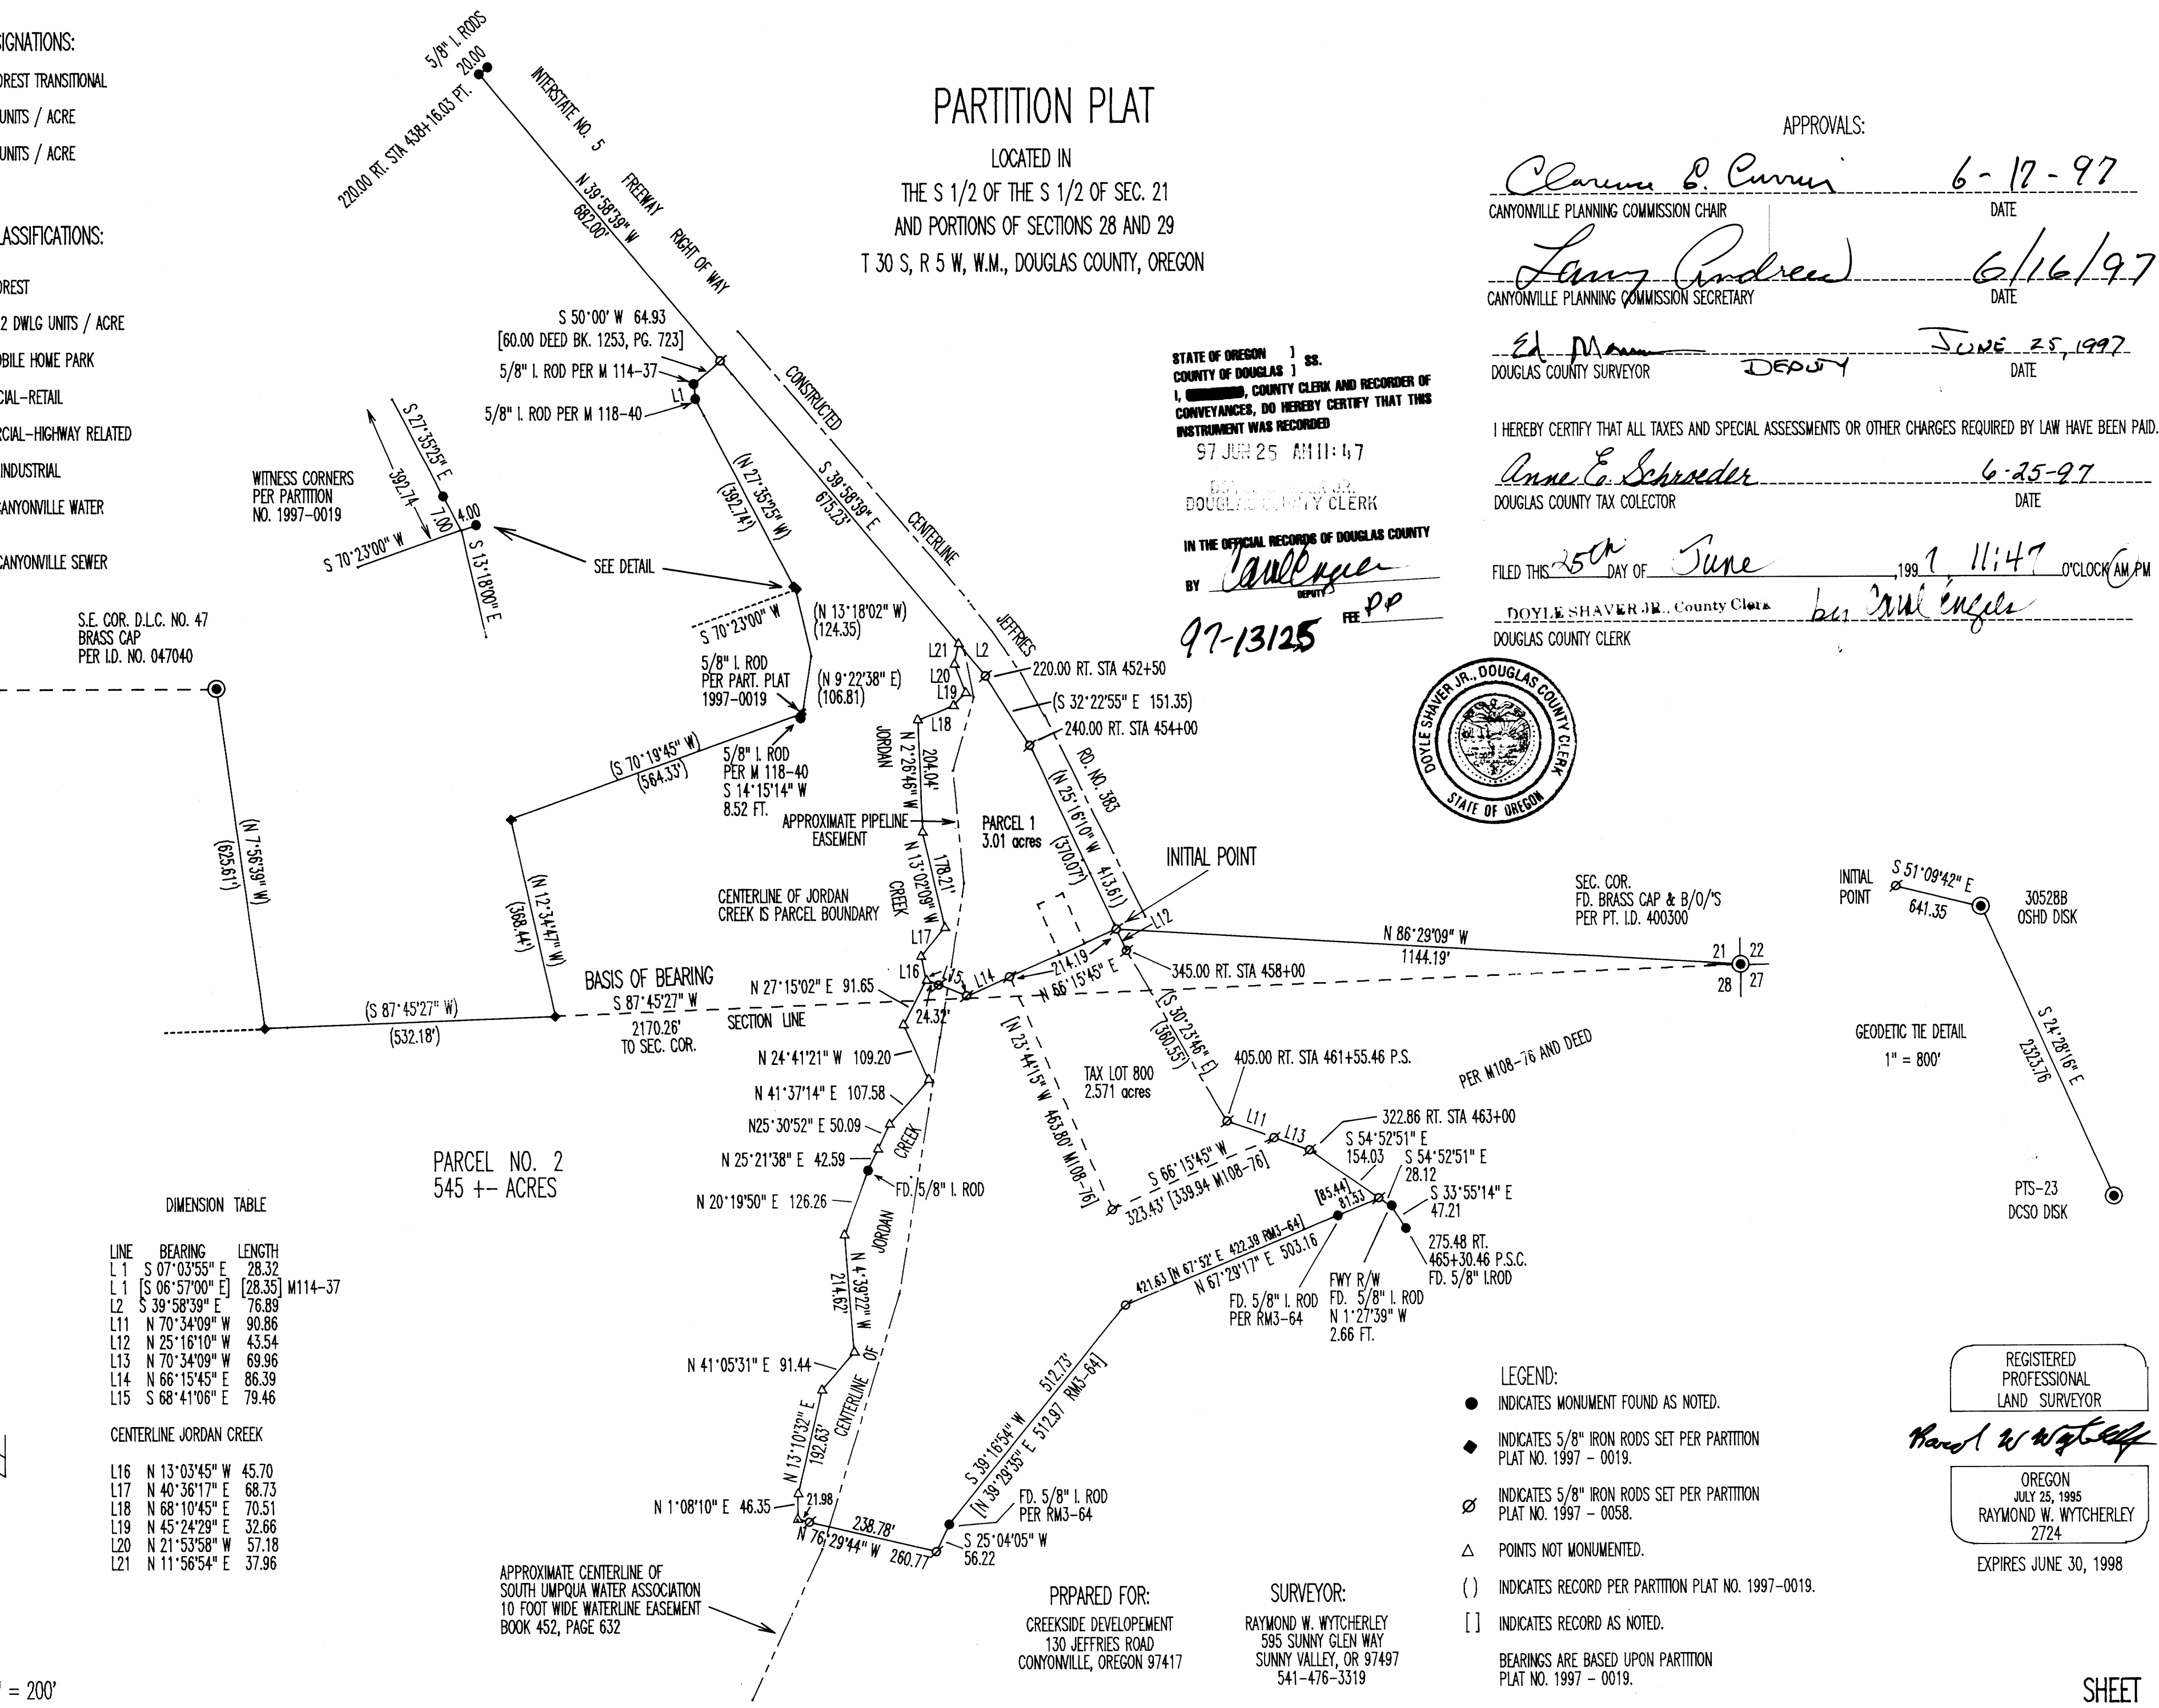 SIGNATIONS:
OREST TRANSITIONAL
UNITS / ACRE
UNITS / ACRE
LASSIFICATIONS:
OREST
2 DWLG UNITS / ACRE
OBILE HOME PARK
CIAL-RETAIL
RCIAL-HIGHWAY RELATED
INDUSTRIAL
CANYONVILLE WATER
CANYONVILLE SEWER
PARTITION PLAT
LOCATED IN
THE S 1/2 OF THE S 1/2 OF SEC. 21
AND PORTIONS OF SECTIONS 28 AND 29
T 30 S, R 5 W, W.M., DOUGLAS COUNTY, OREGON
APPROVALS:
6-17-97
CANYONVILLE PLANNING COMMISSION CHAIR DATE
6/16/97
CANYONVILLE PLANNING COMMISSION SECRETARY DATE
Ed JUNE 25, 1997
DOUGLAS COUNTY SURVEYOR DEPUTY DATE
I HEREBY CERTIFY THAT ALL TAXES AND SPECIAL ASSESSMENTS OR OTHER CHARGES REQUIRED BY LAW HAVE BEEN PAID.
Anne E. Schroeder 6-25-97
DOUGLAS COUNTY TAX COLECTOR DATE
FILED THIS 25th DAY OF June ,1997, 11:47 O'CLOCK AM/PM
DOYLE SHAVER JR., County Clerk by Carol Engels
DOUGLAS COUNTY CLERK
DOYLE SHAVER JR., DOUGLAS COUNTY CLERK
STATE OF OREGON
STATE OF OREGON ] SS.
COUNTY OF DOUGLAS ]
I, , COUNTY CLERK AND RECORDER OF
CONVEYANCES, DO HEREBY CERTIFY THAT THIS
INSTRUMENT WAS RECORDED
97 JUN 25 AM 11:47
DOUGLAS COUNTY CLERK
IN THE OFFICIAL RECORDS OF DOUGLAS COUNTY
BY Carol Engels
DEPUTY
FEE PP
97-13125
5/8" I. RODS
20.00
220.00 RT. STA 438+16.03 PT.
INTERSTATE NO. 5
FREEWAY
RIGHT OF WAY
N 39°58'39" W
682.00'
S 50°00' W 64.93
[60.00 DEED BK. 1253, PG. 723]
5/8" I. ROD PER M 114-37
L1
5/8" I. ROD PER M 118-40
CONSTRUCTED
CENTERLINE
JEFFRIES
RD. NO. 383
S 39°58'39" E
675.23'
(N 27°35'25" W)
(392.74')
WITNESS CORNERS
PER PARTITION
NO. 1997-0019
S 27°35'25" E
392.74
7.00
4.00
S 70°23'00" W
S 13°18'00" E
SEE DETAIL
S 70°23'00" W
(N 13°18'02" W)
(124.35)
5/8" I. ROD
PER PART. PLAT
1997-0019
(N 9°22'38" E)
(106.81)
S.E. COR. D.L.C. NO. 47
BRASS CAP
PER I.D. NO. 047040
L21
L2
L20
L19
L18
220.00 RT. STA 452+50
(S 32°22'55" E 151.35)
240.00 RT. STA 454+00
(S 70°19'45" W)
(564.33')
5/8" I. ROD
PER M 118-40
S 14°15'14" W
8.52 FT.
JORDAN
N 2°26'46" W
204.04'
APPROXIMATE PIPELINE
EASEMENT
PARCEL 1
3.01 acres
(N 25°16'10" W 413.61)
(370.07')
INITIAL POINT
(N 7°56'39" W)
(625.61')
(N 12°34'47" W)
(368.44')
CENTERLINE OF JORDAN
CREEK IS PARCEL BOUNDARY
CREEK
N 13°02'09" W
178.21'
L17
L16
L15
L14
L12
214.19
N 66°15'45" E
345.00 RT. STA 458+00
N 86°29'09" W
1144.19'
SEC. COR.
FD. BRASS CAP & B/O/'S
PER PT. I.D. 400300
21 22
28 27
INITIAL
POINT
S 51°09'42" E
641.35
30528B
OSHD DISK
S 24°28'16" E
2323.76
GEODETIC TIE DETAIL
1" = 800'
PTS-23
DCSO DISK
(S 87°45'27" W)
(532.18')
BASIS OF BEARING
S 87°45'27" W
2170.26'
TO SEC. COR.
SECTION LINE
N 27°15'02" E 91.65
24.32'
N 24°41'21" W 109.20
N 41°37'14" E 107.58
N25°30'52" E 50.09
N 25°21'38" E 42.59
FD. 5/8" I. ROD
N 20°19'50" E 126.26
CREEK
JORDAN
CENTERLINE OF
N 4°39'22" W
214.62'
N 41°05'31" E 91.44
N 13°10'32" E
192.63'
N 1°08'10" E 46.35
21.98
238.78'
N 76°29'44" W 260.77
S 25°04'05" W
56.22
FD. 5/8" I. ROD
PER RM3-64
S 39°16'54" W 512.73'
[N 39°29'35" E 512.97 RM3-64]
[N 23°44'15" W 463.80' M108-76]
TAX LOT 800
2.571 acres
(S 30°23'46" E)
(360.55')
405.00 RT. STA 461+55.46 P.S.
PER M108-76 AND DEED
L11
L13
322.86 RT. STA 463+00
S 66°15'45" W
323.43' [339.94 M108-76]
S 54°52'51" E
154.03
S 54°52'51" E
28.12
S 33°55'14" E
47.21
[85.44]
81.53
421.63 [N 67°52' E 422.39 RM3-64]
N 67°29'17" E 503.16
FD. 5/8" I. ROD
PER RM3-64
FWY R/W
FD. 5/8" I. ROD
N 1°27'39" W
2.66 FT.
275.48 RT.
465+30.46 P.S.C.
FD. 5/8" I.ROD
PARCEL NO. 2
545 +- ACRES
DIMENSION TABLE
LINE BEARING LENGTH
L 1 S 07°03'55" E 28.32
L 1 [S 06°57'00" E] [28.35] M114-37
L2 S 39°58'39" E 76.89
L11 N 70°34'09" W 90.86
L12 N 25°16'10" W 43.54
L13 N 70°34'09" W 69.96
L14 N 66°15'45" E 86.39
L15 S 68°41'06" E 79.46
CENTERLINE JORDAN CREEK
L16 N 13°03'45" W 45.70
L17 N 40°36'17" E 68.73
L18 N 68°10'45" E 70.51
L19 N 45°24'29" E 32.66
L20 N 21°53'58" W 57.18
L21 N 11°56'54" E 37.96
APPROXIMATE CENTERLINE OF
SOUTH UMPQUA WATER ASSOCIATION
10 FOOT WIDE WATERLINE EASEMENT
BOOK 452, PAGE 632
PRPARED FOR:
CREEKSIDE DEVELOPEMENT
130 JEFFRIES ROAD
CONYONVILLE, OREGON 97417
SURVEYOR:
RAYMOND W. WYTCHERLEY
595 SUNNY GLEN WAY
SUNNY VALLEY, OR 97497
541-476-3319
LEGEND:
INDICATES MONUMENT FOUND AS NOTED.
INDICATES 5/8" IRON RODS SET PER PARTITION
PLAT NO. 1997 - 0019.
INDICATES 5/8" IRON RODS SET PER PARTITION
PLAT NO. 1997 - 0058.
POINTS NOT MONUMENTED.
( ) INDICATES RECORD PER PARTITION PLAT NO. 1997-0019.
[ ] INDICATES RECORD AS NOTED.
BEARINGS ARE BASED UPON PARTITION
PLAT NO. 1997 - 0019.
REGISTERED
PROFESSIONAL
LAND SURVEYOR
OREGON
JULY 25, 1995
RAYMOND W. WYTCHERLEY
2724
EXPIRES JUNE 30, 1998
= 200'
SHEET